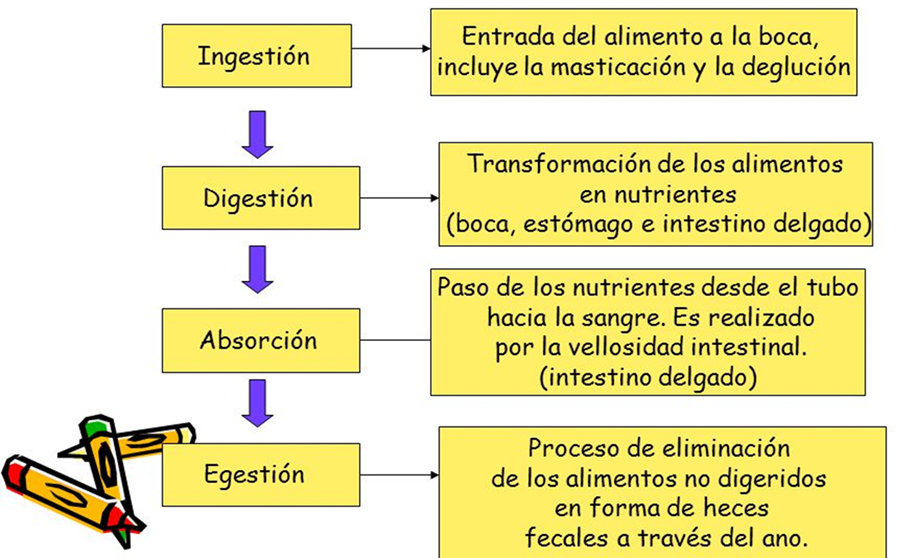 Ingestión
Entrada del alimento a la boca,
incluye la masticación y la deglución
Digestión
Transformación de los alimentos
en nutrientes
(boca, estómago e intestino delgado)
Absorción
Paso de los nutrientes desde el tubo
hacia la sangre. Es realizado
por la vellosidad intestinal.
(intestino delgado)
Egestión
Proceso de eliminación
de los alimentos no digeridos
en forma de heces
fecales a través del ano.